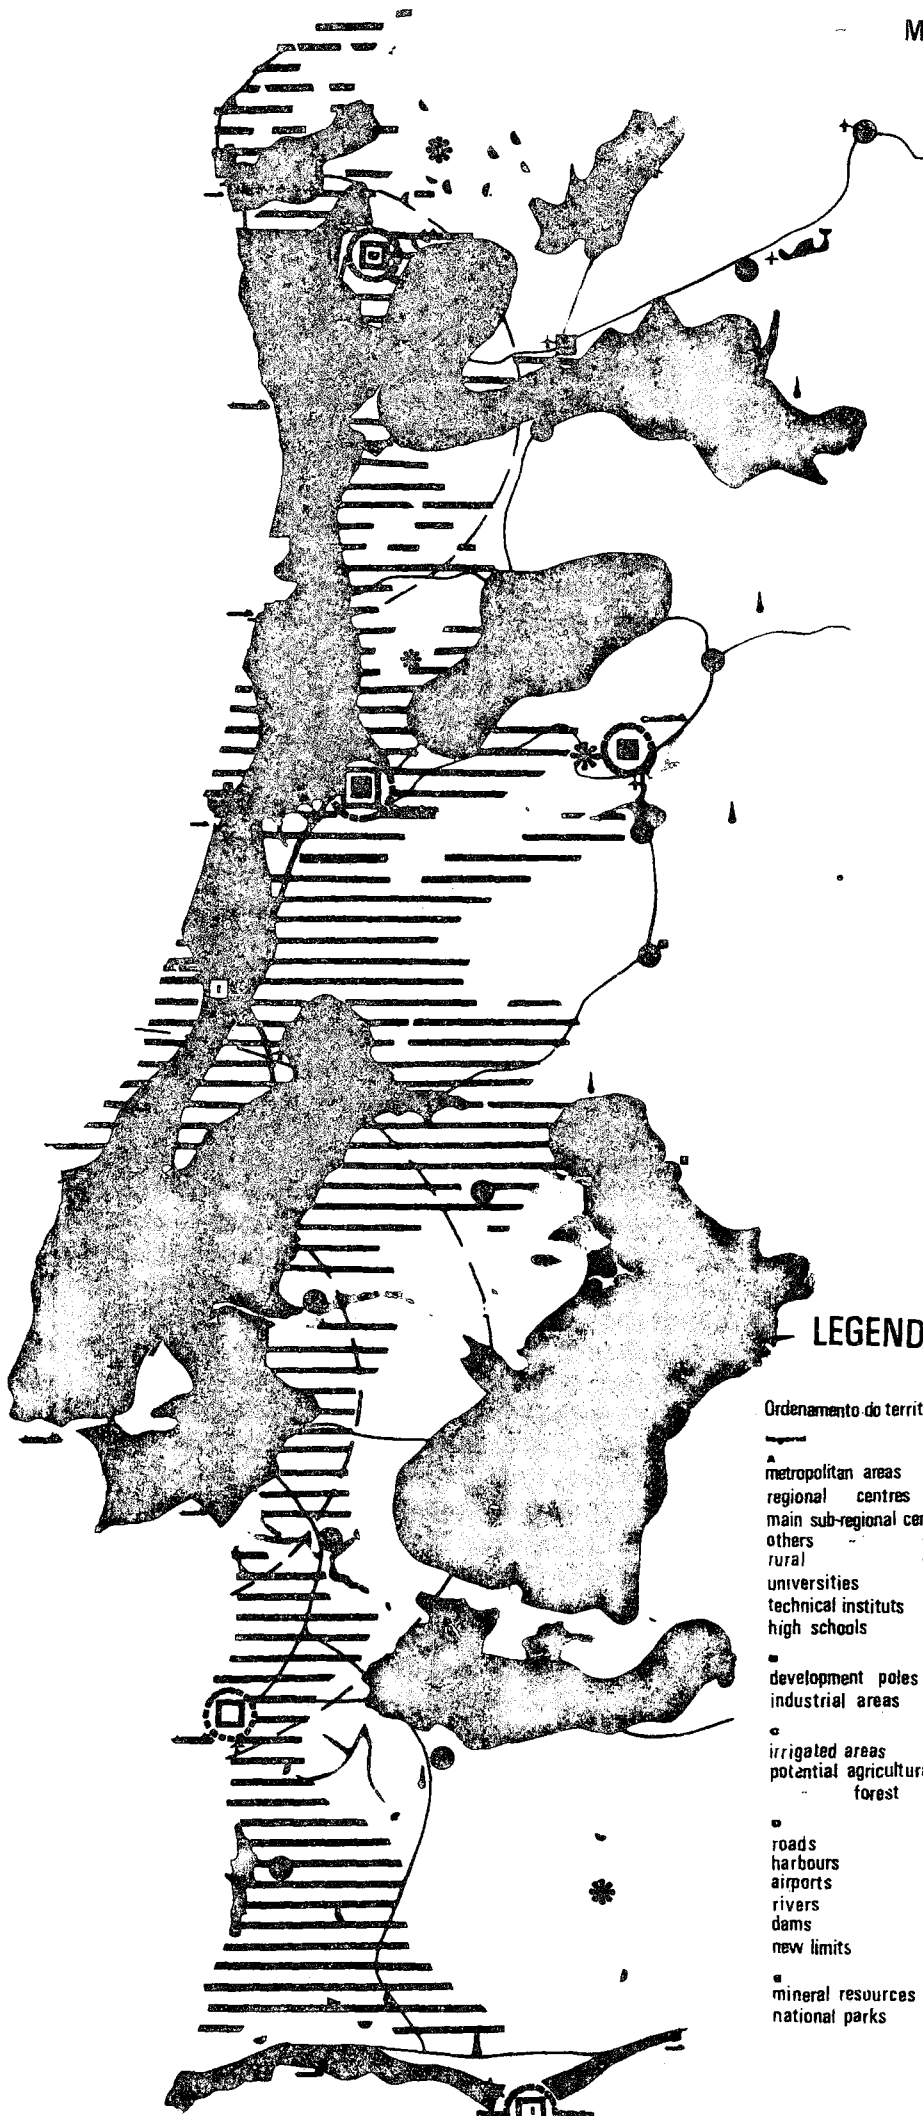 M
LEGEND
Ordenamento do territ
legend
A
metropolitan areas
regional centres
main sub-regional cen
others "
rural
universities
technical instituts
high schools
B
development poles
industrial areas
C
irrigated areas
potential agricultura
" forest
D
roads
harbours
airports
rivers
dams
new limits
mineral resources
national parks